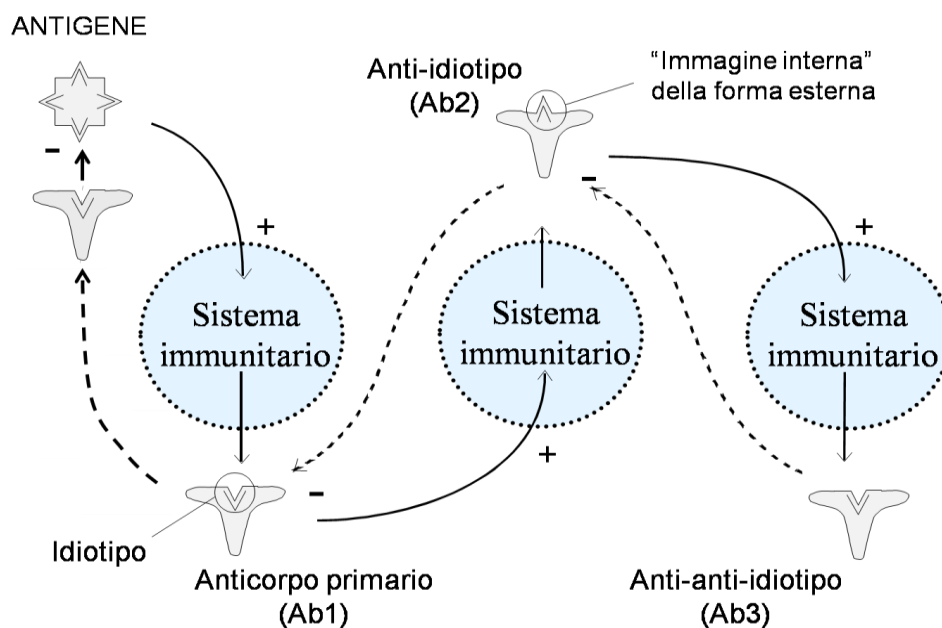 ANTIGENE
Anti-idiotipo
(Ab2)
“Immagine interna”
della forma esterna
-
-
+
+
Sistema
immunitario
Sistema
immunitario
Sistema
immunitario
+
-
Idiotipo
Anticorpo primario
(Ab1)
Anti-anti-idiotipo
(Ab3)